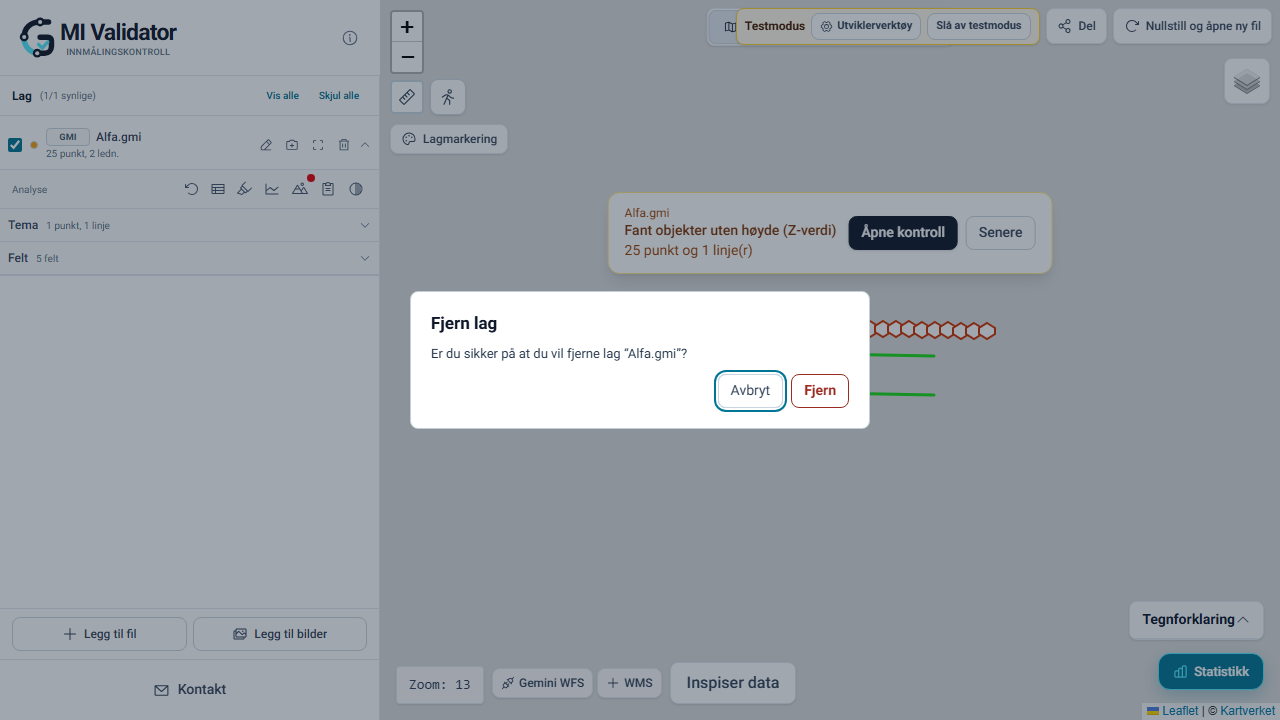 MI Validator
INNMÅLINGSKONTROLL
Lag (1/1 synlige) Vis alle Skjul alle
GMI Alfa.gmi
25 punkt, 2 ledn.
Analyse
Tema 1 punkt, 1 linje
Felt 5 felt
Legg til fil Legg til bilder
Kontakt
+
−
Testmodus Utviklerverktøy Slå av testmodus Del Nullstill og åpne ny fil
Lagmarkering
Alfa.gmi
Fant objekter uten høyde (Z-verdi)
25 punkt og 1 linje(r)
Åpne kontroll Senere
Fjern lag
Er du sikker på at du vil fjerne lag “Alfa.gmi”?
Avbryt Fjern
Tegnforklaring
Statistikk
Zoom: 13 Gemini WFS WMS Inspiser data
Leaflet | © Kartverket